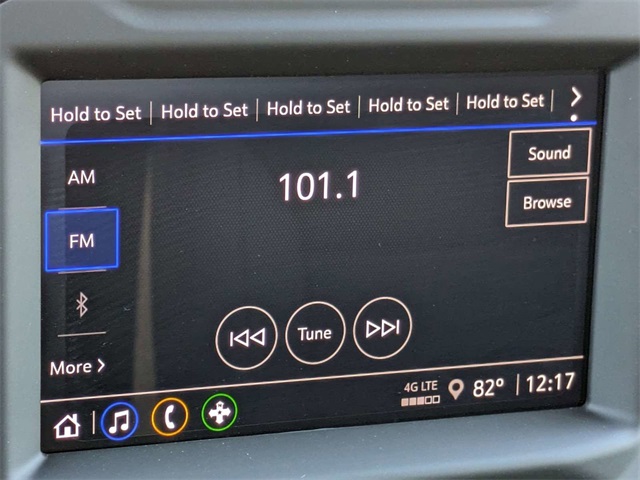 Hold to Set Hold to Set Hold to Set Hold to Set Hold to Set
AM
101.1
Sound
FM
Browse
Tune
More
4G LTE
82° 12:17